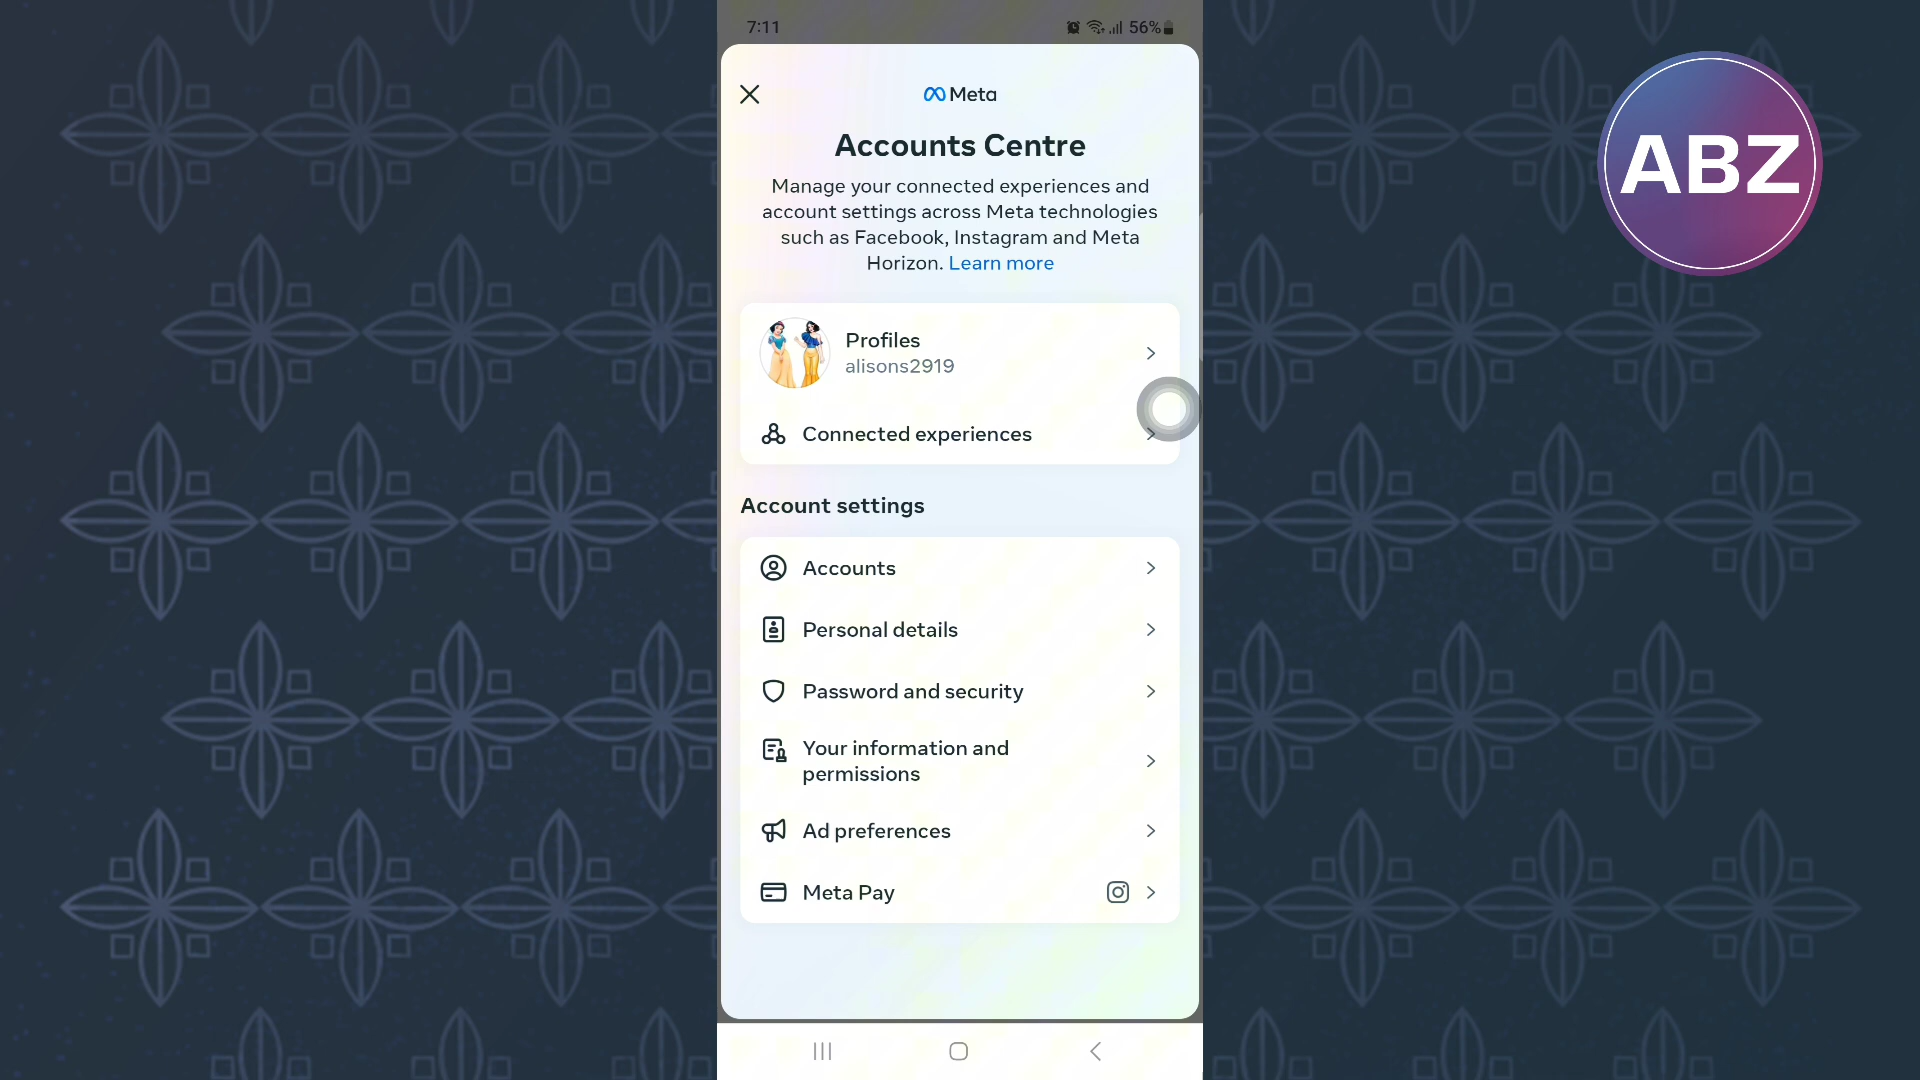 7:11
56%
Meta
Accounts Centre
Manage your connected experiences and
account settings across Meta technologies
such as Facebook, Instagram and Meta
Horizon. Learn more
Profiles
alisons2919
Connected experiences
Account settings
Accounts
Personal details
Password and security
Your information and
permissions
Ad preferences
Meta Pay
ABZ